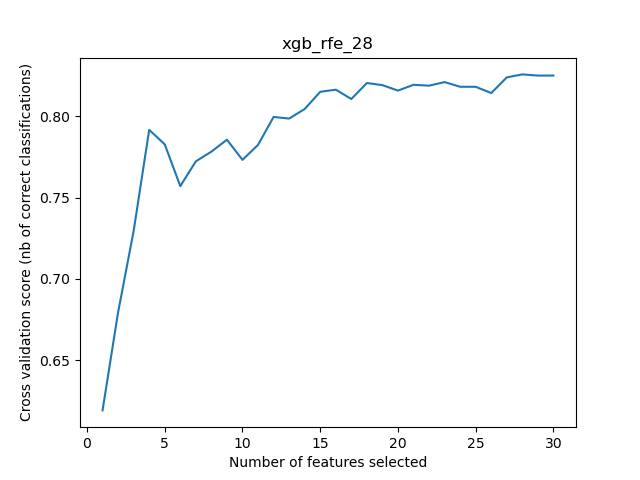 xgb_rfe_28
Cross validation score (nb of correct classifications)
0.80
0.75
0.70
0.65
0 5 10 15 20 25 30
Number of features selected